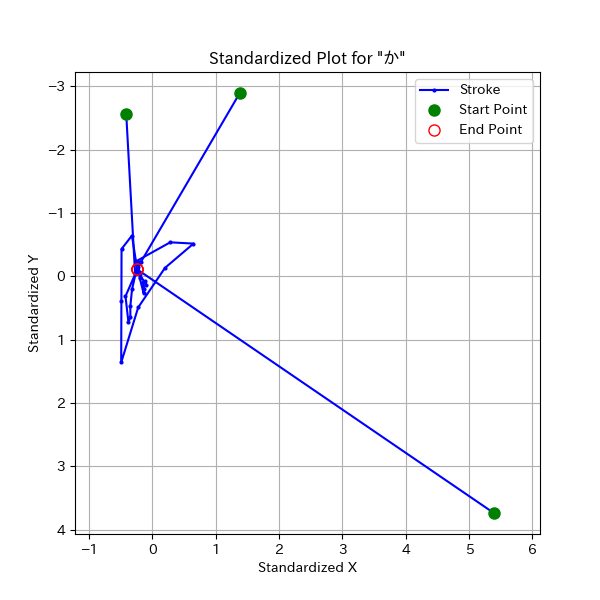 Standardized Plot for "か"
Stroke
Start Point
End Point
Standardized Y
−3
−2
−1
0
1
2
3
4
−1 0 1 2 3 4 5 6
Standardized X